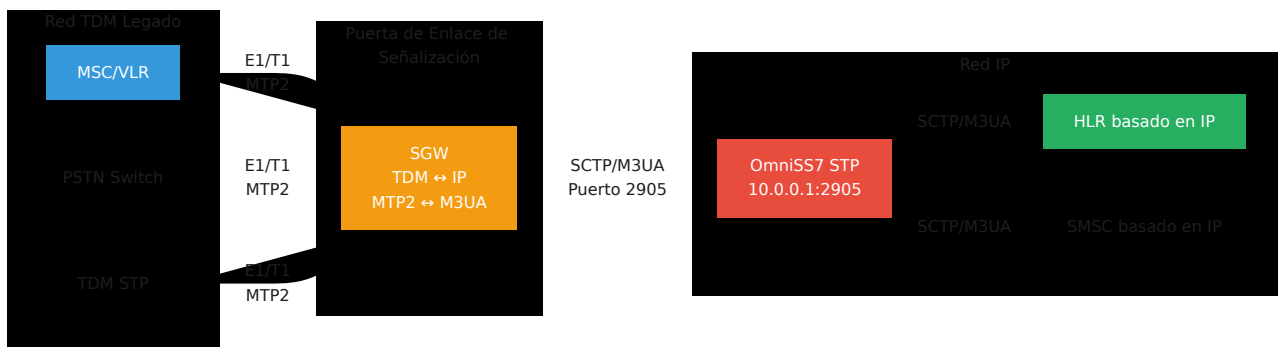 Red TDM Legado
MSC/VLR
PSTN Switch
TDM STP
E1/T1
MTP2
E1/T1
MTP2
E1/T1
MTP2
Puerta de Enlace de
Señalización
SGW
TDM ↔ IP
MTP2 ↔ M3UA
SCTP/M3UA
Puerto 2905
Red IP
OmniSS7 STP
10.0.0.1:2905
SCTP/M3UA
HLR basado en IP
SCTP/M3UA
SMSC basado en IP